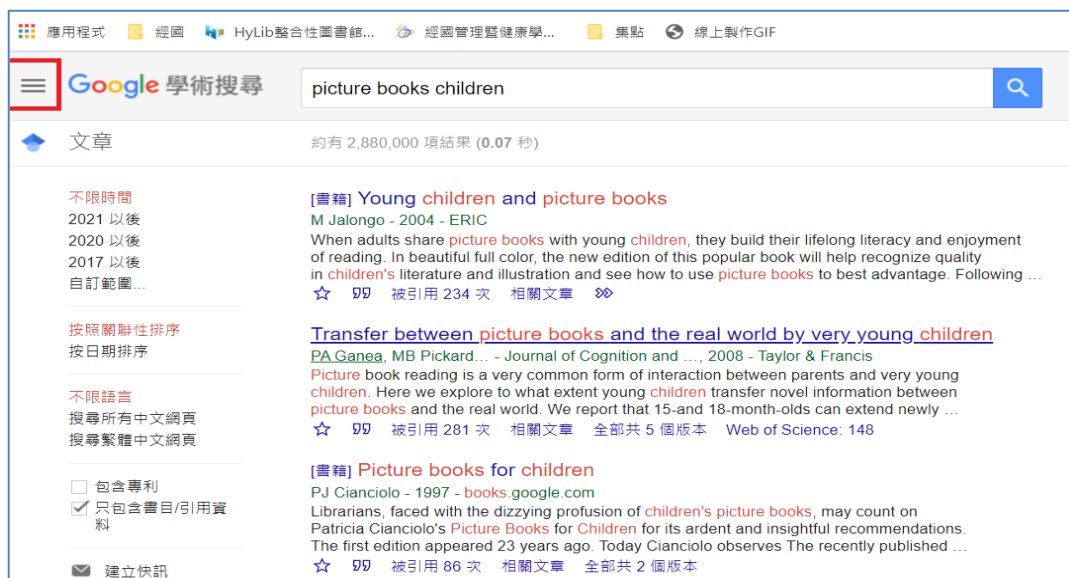 應用程式 經國 HyLib整合性圖書館... 經國管理暨健康學... 集點 線上製作GIF
Google 學術搜尋 picture books children
文章 約有 2,880,000 項結果 (0.07 秒)
不限時間
2021 以後
2020 以後
2017 以後
自訂範圍...
按照關聯性排序
按日期排序
不限語言
搜尋所有中文網頁
搜尋繁體中文網頁
包含專利
只包含書目/引用資
料
建立快訊
[書籍] Young children and picture books
M Jalongo - 2004 - ERIC
When adults share picture books with young children, they build their lifelong literacy and enjoyment
of reading. In beautiful full color, the new edition of this popular book will help recognize quality
in children's literature and illustration and see how to use picture books to best advantage. Following ...
被引用 234 次 相關文章
Transfer between picture books and the real world by very young children
PA Ganea, MB Pickard... - Journal of Cognition and ..., 2008 - Taylor & Francis
Picture book reading is a very common form of interaction between parents and very young
children. Here we explore to what extent young children transfer novel information between
picture books and the real world. We report that 15-and 18-month-olds can extend newly ...
被引用 281 次 相關文章 全部共 5 個版本 Web of Science: 148
[書籍] Picture books for children
PJ Cianciolo - 1997 - books.google.com
Librarians, faced with the dizzying profusion of children's picture books, may count on
Patricia Cianciolo's Picture Books for Children for its ardent and insightful recommendations.
The first edition appeared 23 years ago. Today Cianciolo observes The recently published ...
被引用 86 次 相關文章 全部共 2 個版本